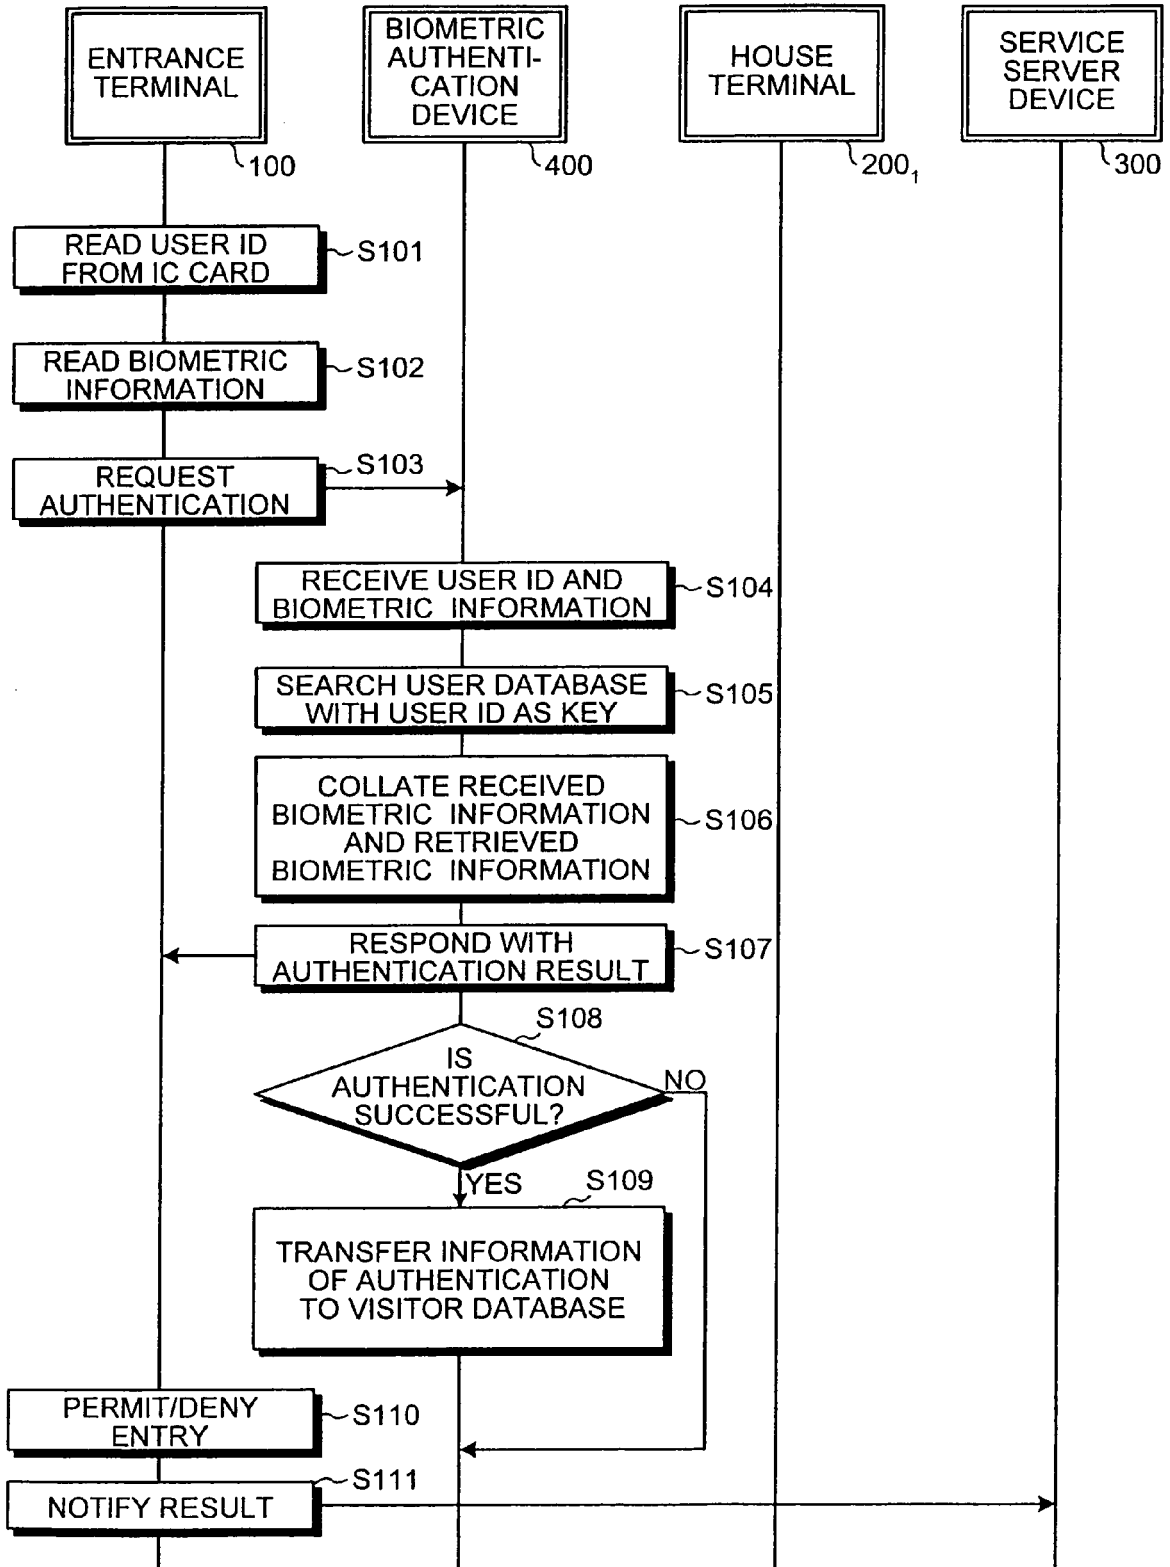 ENTRANCE
TERMINAL
100
BIOMETRIC
AUTHENTI-
CATION
DEVICE
400
HOUSE
TERMINAL
200₁
SERVICE
SERVER
DEVICE
300
READ USER ID
FROM IC CARD
S101
READ BIOMETRIC
INFORMATION
S102
REQUEST
AUTHENTICATION
S103
RECEIVE USER ID AND
BIOMETRIC INFORMATION
S104
SEARCH USER DATABASE
WITH USER ID AS KEY
S105
COLLATE RECEIVED
BIOMETRIC INFORMATION
AND RETRIEVED
BIOMETRIC INFORMATION
S106
RESPOND WITH
AUTHENTICATION RESULT
S107
S108
IS
AUTHENTICATION
SUCCESSFUL?
NO
YES
S109
TRANSFER INFORMATION
OF AUTHENTICATION
TO VISITOR DATABASE
PERMIT/DENY
ENTRY
S110
S111
NOTIFY RESULT